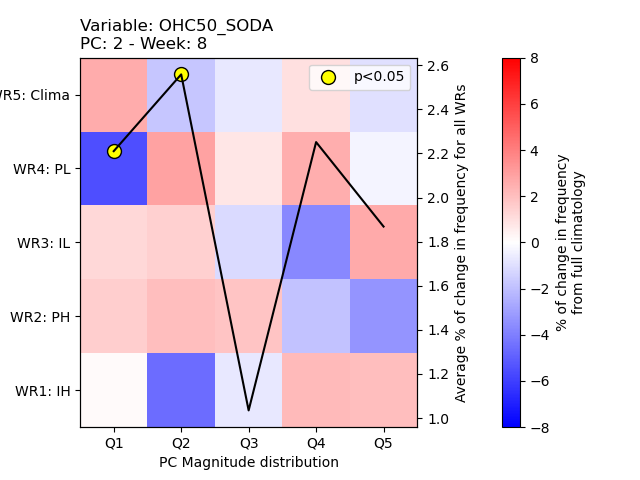 Variable: OHC50_SODA
PC: 2 - Week: 8
p<0.05
WR5: Clima
WR4: PL
WR3: IL
WR2: PH
WR1: IH
Q1 Q2 Q3 Q4 Q5
PC Magnitude distribution
2.6
2.4
2.2
2.0
1.8
1.6
1.4
1.2
1.0
Average % of change in frequency for all WRs
8
6
4
2
0
−2
−4
−6
−8
% of change in frequency
from full climatology